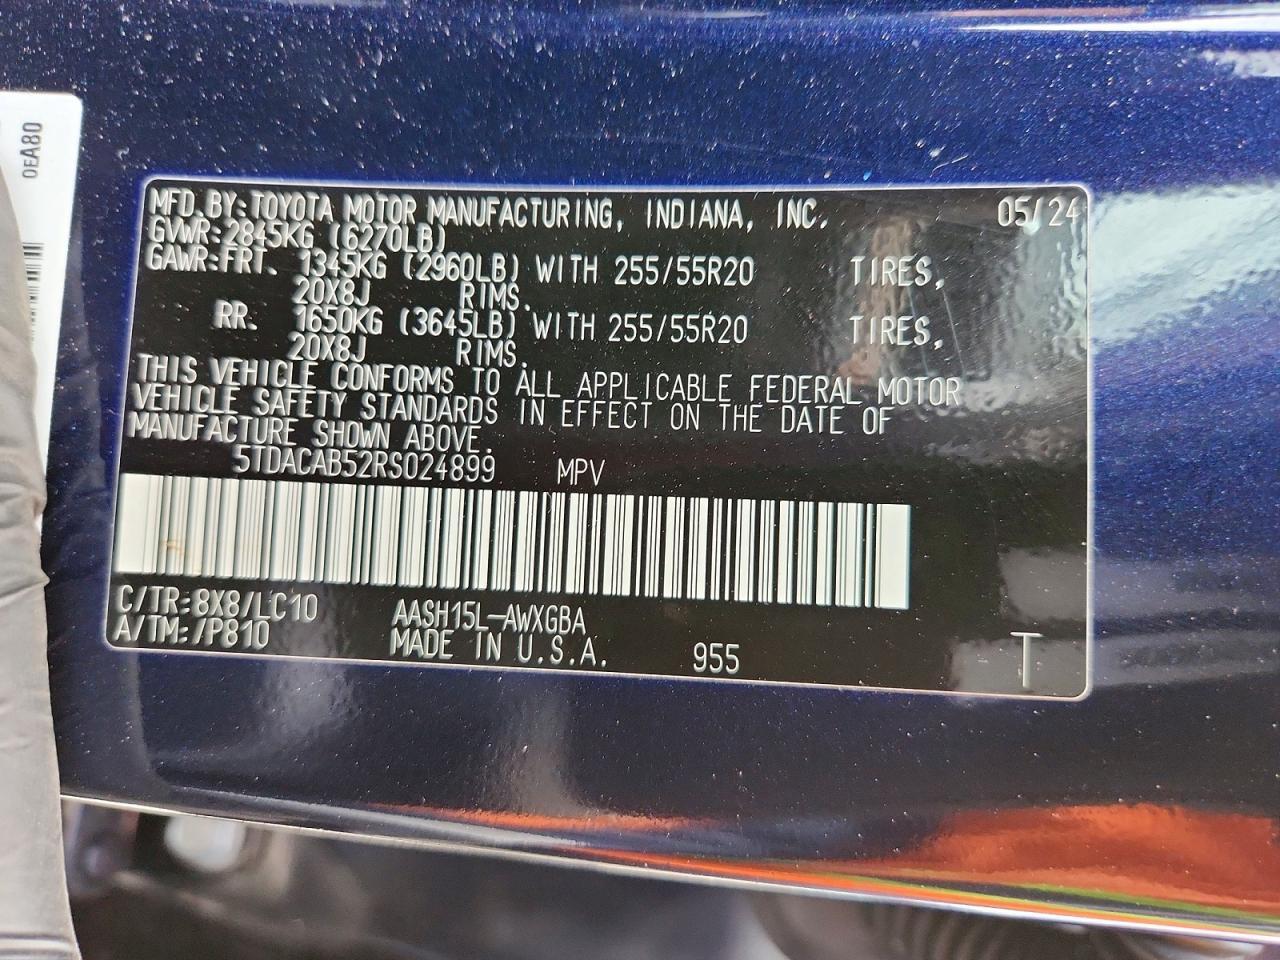 0EA80
MFD.BY:TOYOTA MOTOR MANUFACTURING, INDIANA, INC. 05/24
GVWR:2845KG (6270LB)
GAWR:FRT. 1345KG (2960LB) WITH 255/55R20 TIRES,
20X8J RIMS.
RR. 1650KG (3645LB) WITH 255/55R20 TIRES,
20X8J RIMS.
THIS VEHICLE CONFORMS TO ALL APPLICABLE FEDERAL MOTOR
VEHICLE SAFETY STANDARDS IN EFFECT ON THE DATE OF
MANUFACTURE SHOWN ABOVE.
5TDACAB52RS024899 MPV
C/TR:8X8/LC10 AASH15L-AWXGBA
A/TM:/P810 MADE IN U.S.A. 955 T